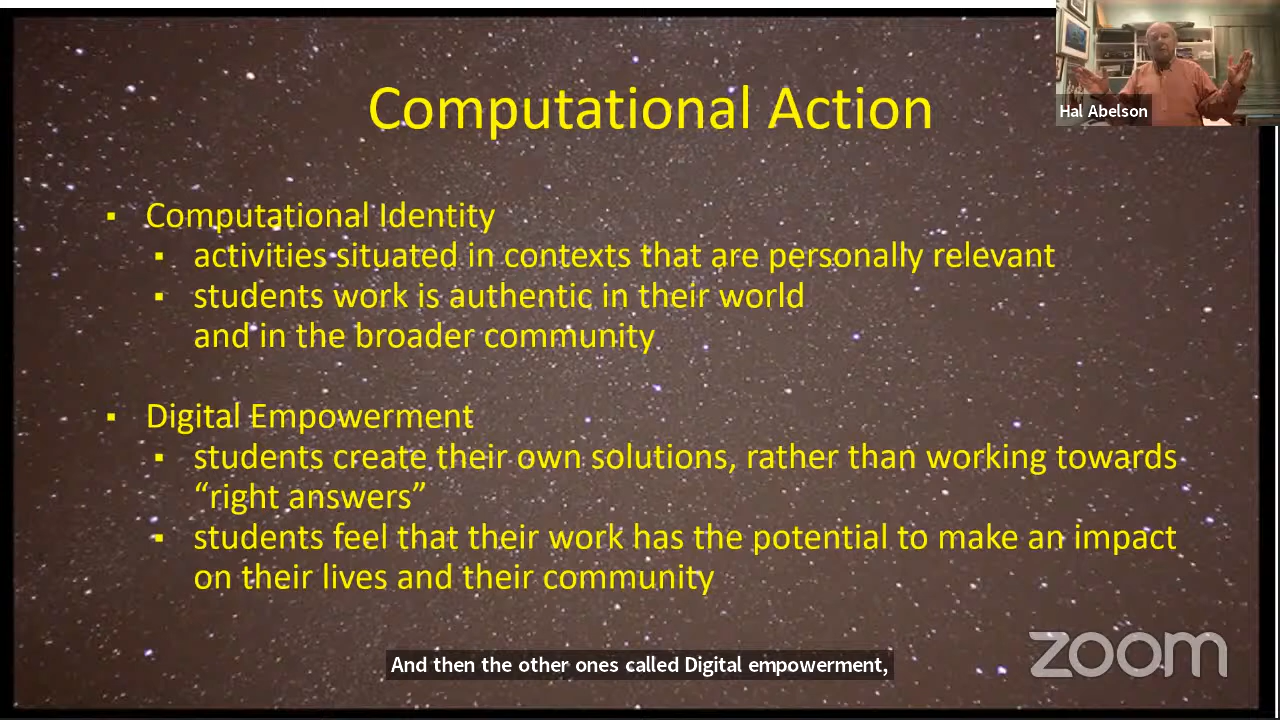 Computational Action
Hal Abelson
▪ Computational Identity
▪ activities situated in contexts that are personally relevant
▪ students work is authentic in their world
and in the broader community
▪ Digital Empowerment
▪ students create their own solutions, rather than working towards
“right answers”
▪ students feel that their work has the potential to make an impact
on their lives and their community
zoom
And then the other ones called Digital empowerment,